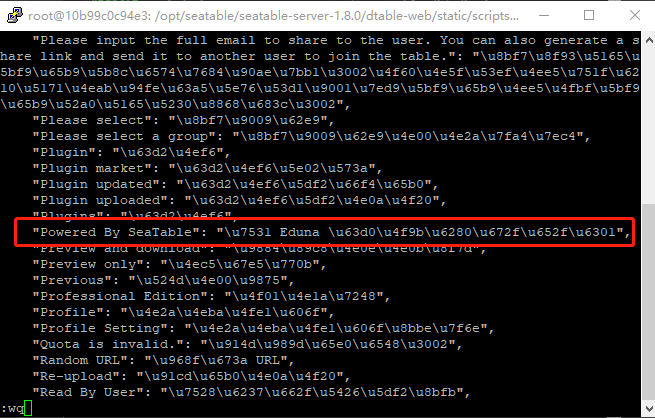 root@10b99c0c94e3: /opt/seatable/seatable-server-1.8.0/dtable-web/static/scripts...
"Please input the full email to share to the user. You can also generate a s
hare link and send it to another user to join the table.": "\u8bf7\u8f93\u5165\u
5bf9\u65b9\u5b8c\u6574\u7684\u90ae\u7bb1\u3002\u4f60\u4e5f\u53ef\u4ee5\u751f\u62
10\u5171\u4eab\u94fe\u63a5\u5e76\u53d1\u9001\u7ed9\u5bf9\u65b9\u4ee5\u4fbf\u5bf9
\u65b9\u52a0\u5165\u5230\u8868\u683c\u3002",
"Please select": "\u8bf7\u9009\u62e9",
"Please select a group": "\u8bf7\u9009\u62e9\u4e00\u4e2a\u7fa4\u7ec4",
"Plugin": "\u63d2\u4ef6",
"Plugin market": "\u63d2\u4ef6\u5e02\u573a",
"Plugin updated": "\u63d2\u4ef6\u5df2\u66f4\u65b0",
"Plugin uploaded": "\u63d2\u4ef6\u5df2\u4e0a\u4f20",
"Plugins": "\u63d2\u4ef6",
"Powered By SeaTable": "\u7531 Eduna \u63d0\u4f9b\u6280\u672f\u652f\u6301",
"Preview and download": "\u9884\u89c8\u4e0e\u4e0b\u8f7d",
"Preview only": "\u4ec5\u67e5\u770b",
"Previous": "\u524d\u4e00\u9875",
"Professional Edition": "\u4f01\u4e1a\u7248",
"Profile": "\u4e2a\u4eba\u4fe1\u606f",
"Profile Setting": "\u4e2a\u4eba\u4fe1\u606f\u8bbe\u7f6e",
"Quota is invalid.": "\u914d\u989d\u65e0\u6548\u3002",
"Random URL": "\u968f\u673a URL",
"Re-upload": "\u91cd\u65b0\u4e0a\u4f20",
"Read By User": "\u7528\u6237\u662f\u5426\u5df2\u8bfb",
:wq